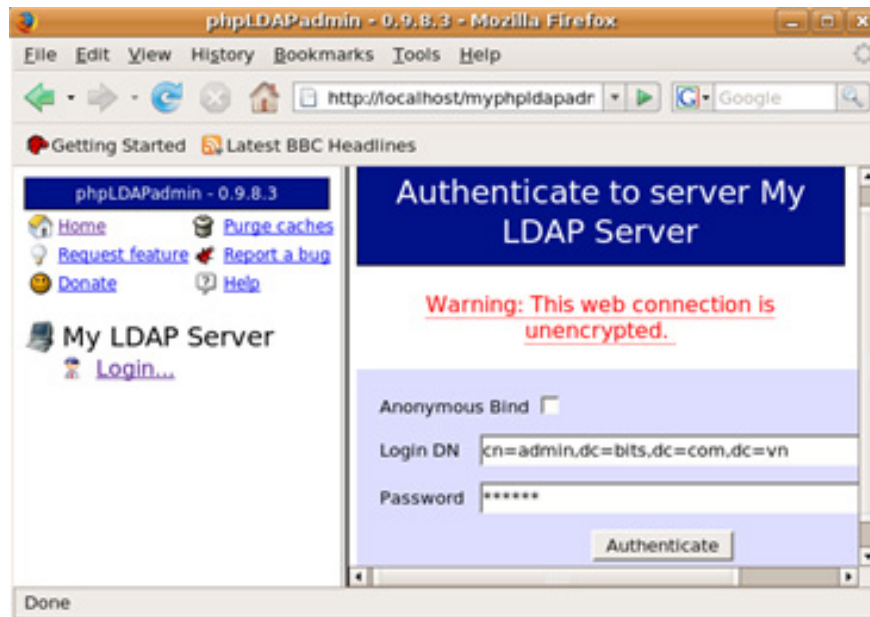 phpLDAPadmin - 0.9.8.3 - Mozilla Firefox
File Edit View History Bookmarks Tools Help
http://localhost/myphpldapadr
Google
Getting Started Latest BBC Headlines
phpLDAPadmin - 0.9.8.3
Home Purge caches
Request feature Report a bug
Donate Help
My LDAP Server
Login...
Authenticate to server My
LDAP Server
Warning: This web connection is
unencrypted.
Anonymous Bind
Login DN cn=admin,dc=bits,dc=com,dc=vn
Password ******
Authenticate
Done